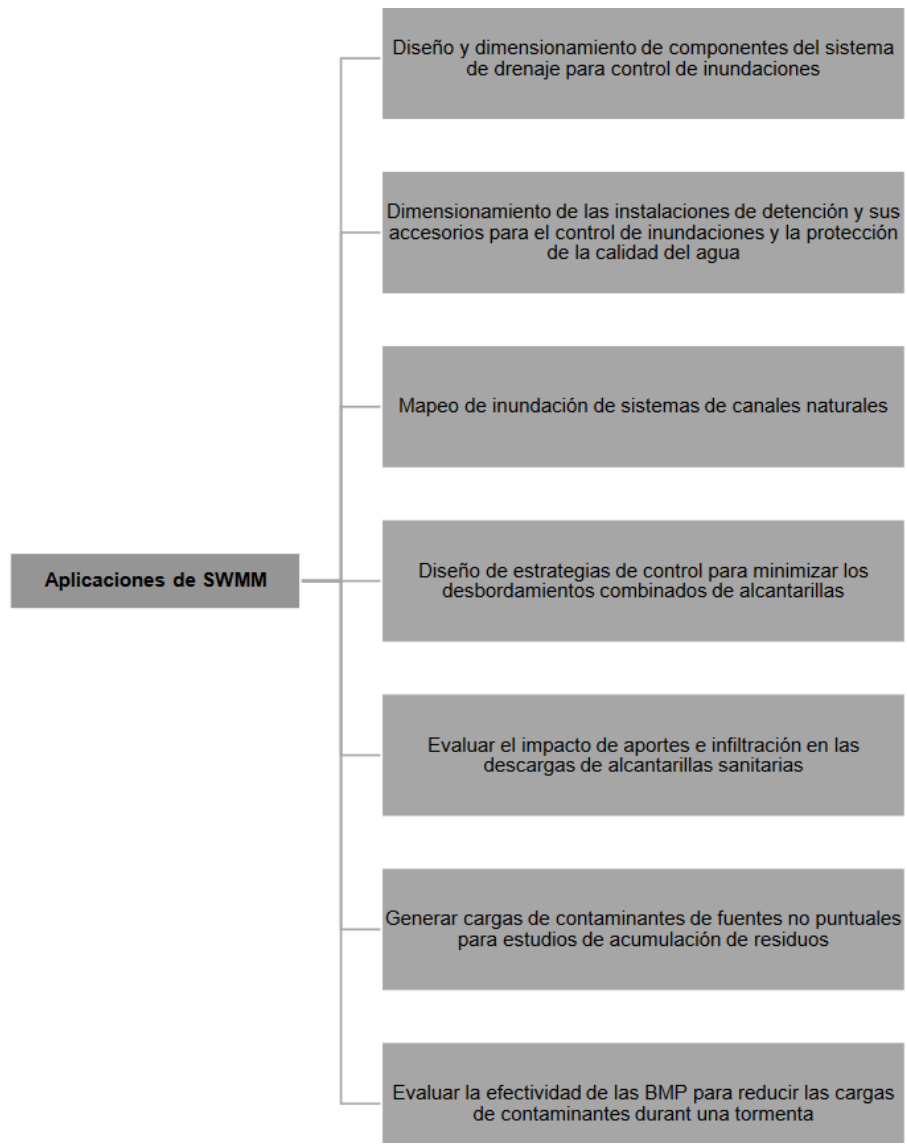 Diseño y dimensionamiento de componentes del sistema
de drenaje para control de inundaciones
Dimensionamiento de las instalaciones de detención y sus
accesorios para el control de inundaciones y la protección
de la calidad del agua
Mapeo de inundación de sistemas de canales naturales
Aplicaciones de SWMM
Diseño de estrategias de control para minimizar los
desbordamientos combinados de alcantarillas
Evaluar el impacto de aportes e infiltración en las
descargas de alcantarillas sanitarias
Generar cargas de contaminantes de fuentes no puntuales
para estudios de acumulación de residuos
Evaluar la efectividad de las BMP para reducir las cargas
de contaminantes durant una tormenta